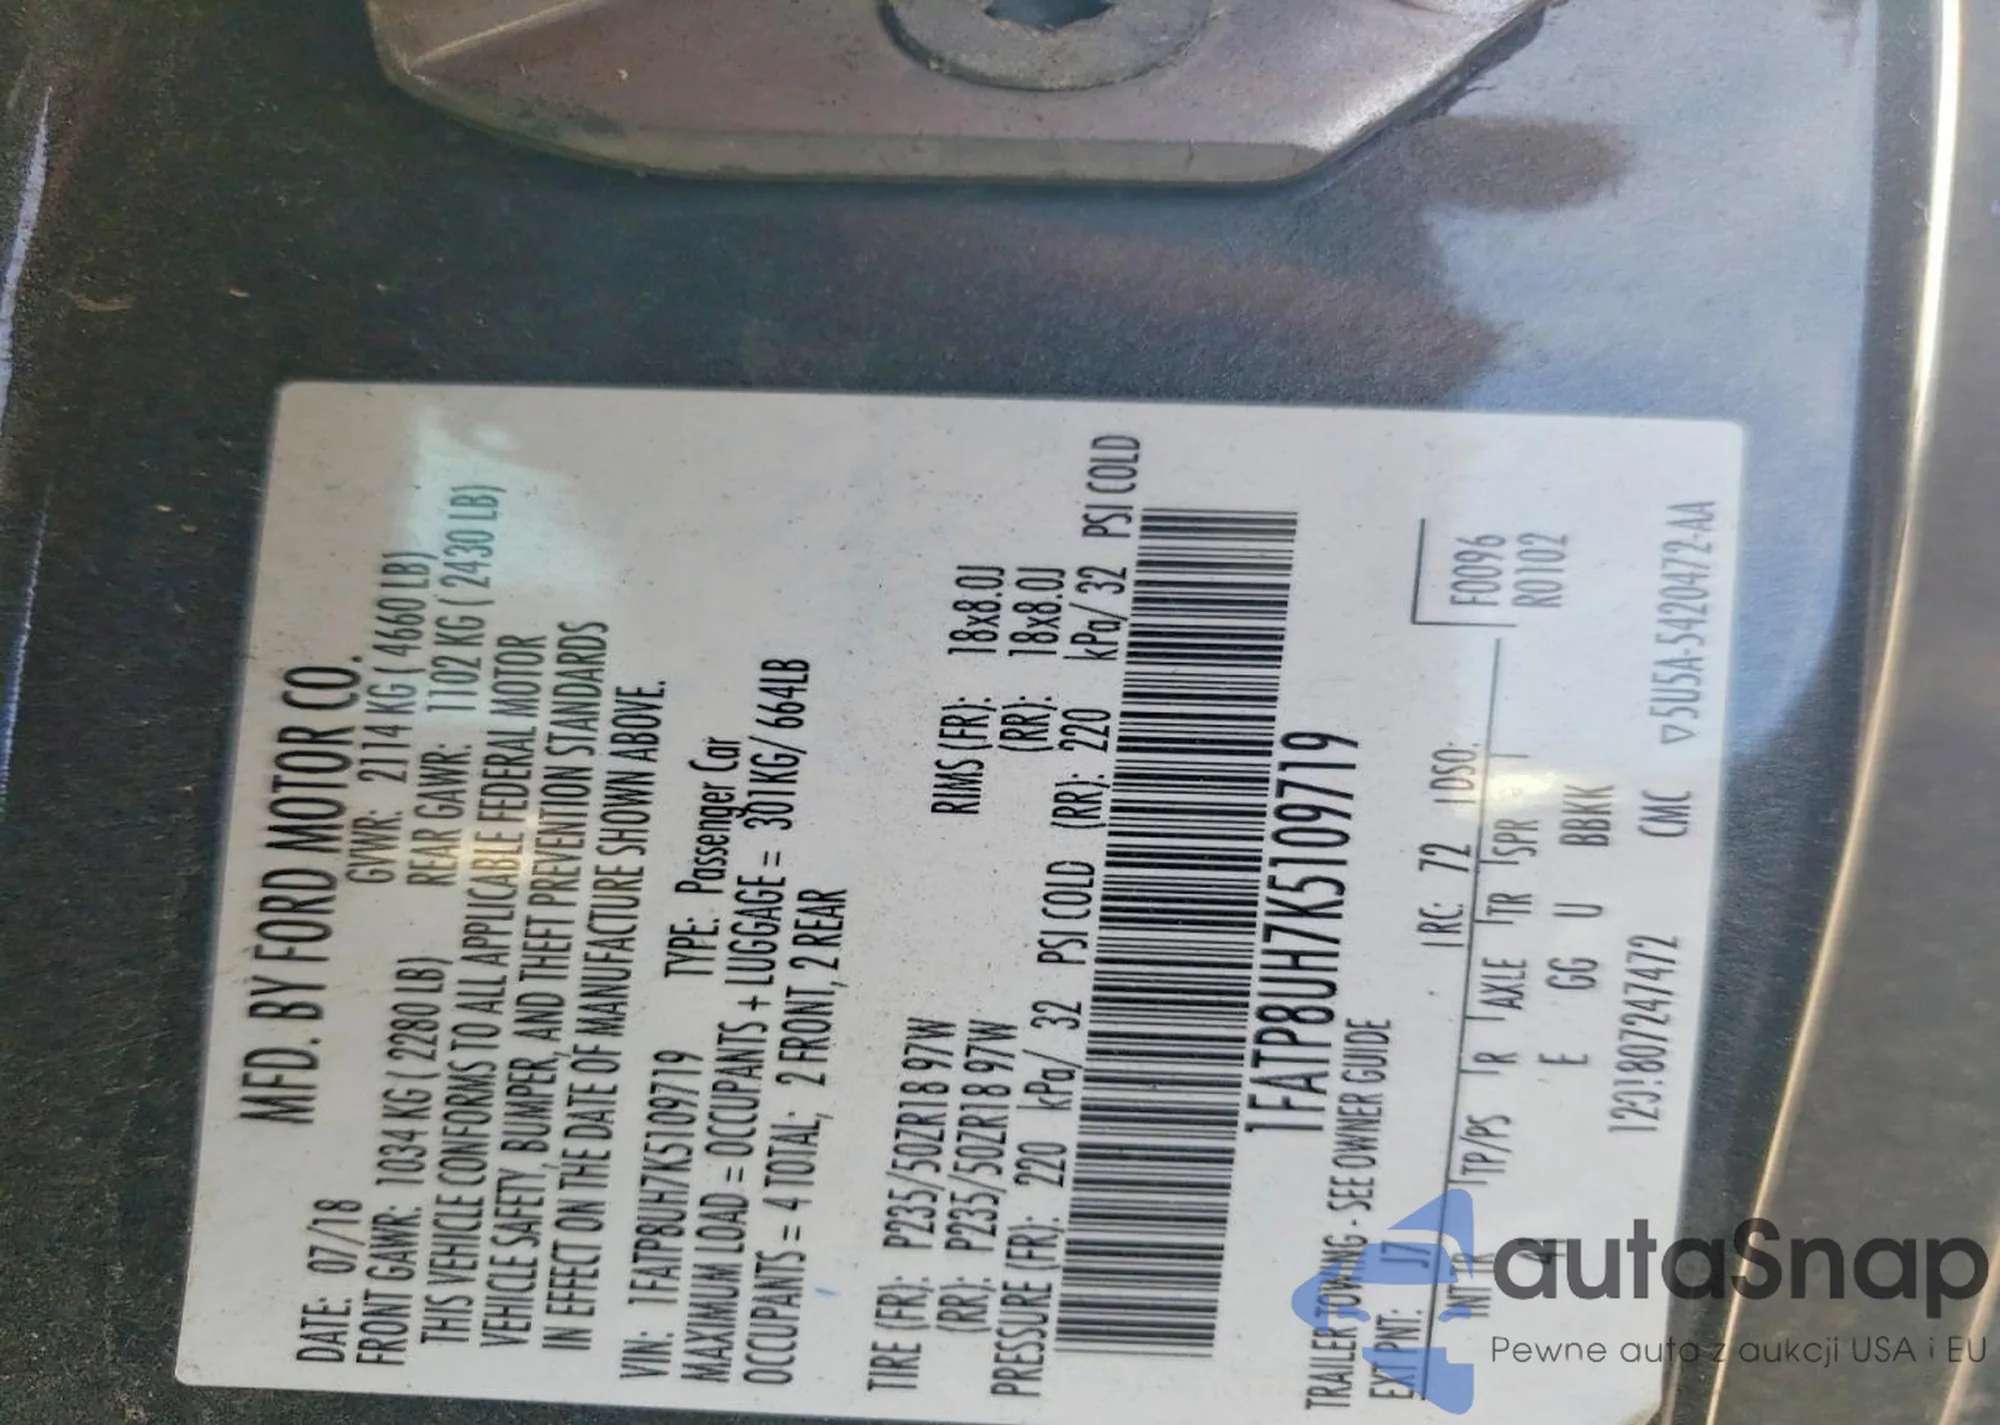 MFD. BY FORD MOTOR CO.
DATE: 07/18 GVWR: 2114 KG ( 4660 LB)
FRONT GAWR: 1034 KG ( 2280 LB) REAR GAWR: 1102 KG ( 2430 LB)
THIS VEHICLE CONFORMS TO ALL APPLICABLE FEDERAL MOTOR
VEHICLE SAFETY, BUMPER, AND THEFT PREVENTION STANDARDS
IN EFFECT ON THE DATE OF MANUFACTURE SHOWN ABOVE.
VIN: 1FATP8UH7K5109719 TYPE: Passenger Car
MAXIMUM LOAD = OCCUPANTS + LUGGAGE = 301KG/ 664LB
OCCUPANTS = 4 TOTAL; 2 FRONT, 2 REAR
TIRE (FR): P235/50ZR18 97W RIMS (FR): 18x8.0J
(RR): P235/50ZR18 97W (RR): 18x8.0J
PRESSURE (FR): 220 kPa/ 32 PSI COLD (RR): 220 kPa/ 32 PSI COLD
1FATP8UH7K5109719
TRAILER TOWING - SEE OWNER GUIDE
EXT PNT: J7 RC: 72 DSO:
INT TR TP/PS R AXLE TR SPR F0096
E GG U BBKK R0102
CMC ▽5U5A-5420472-AA
autaSnap
Pewne auta z aukcji USA i EU